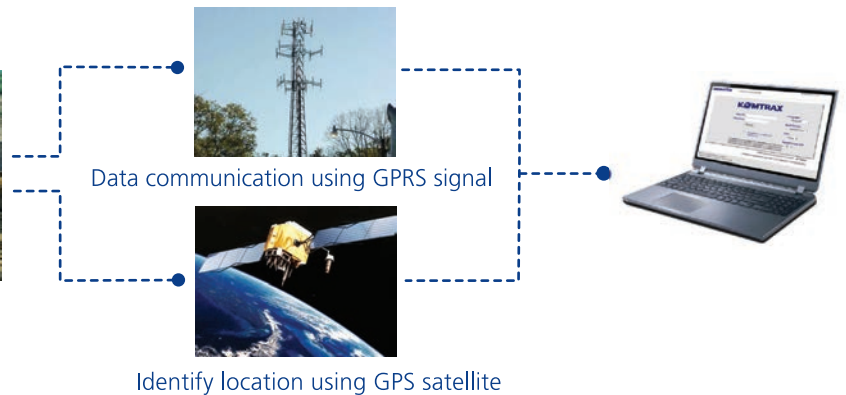 Data communication using GPRS signal
KOMTRAX
Identify location using GPS satellite